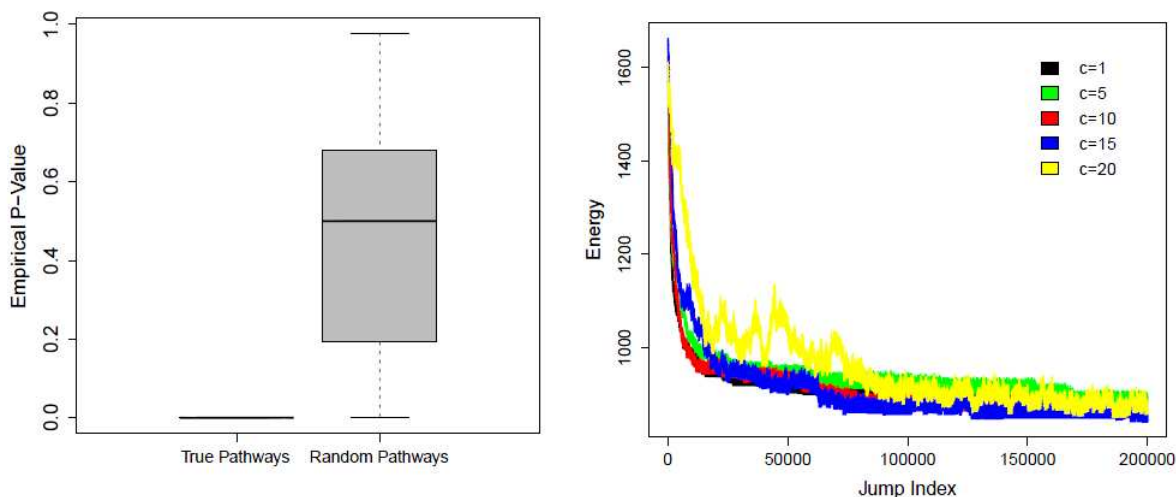 Empirical P-Value
1.0
0.8
0.6
0.4
0.2
0.0
True Pathways Random Pathways
Energy
1600
1400
1200
1000
c=1
c=5
c=10
c=15
c=20
0 50000 100000 150000 200000
Jump Index